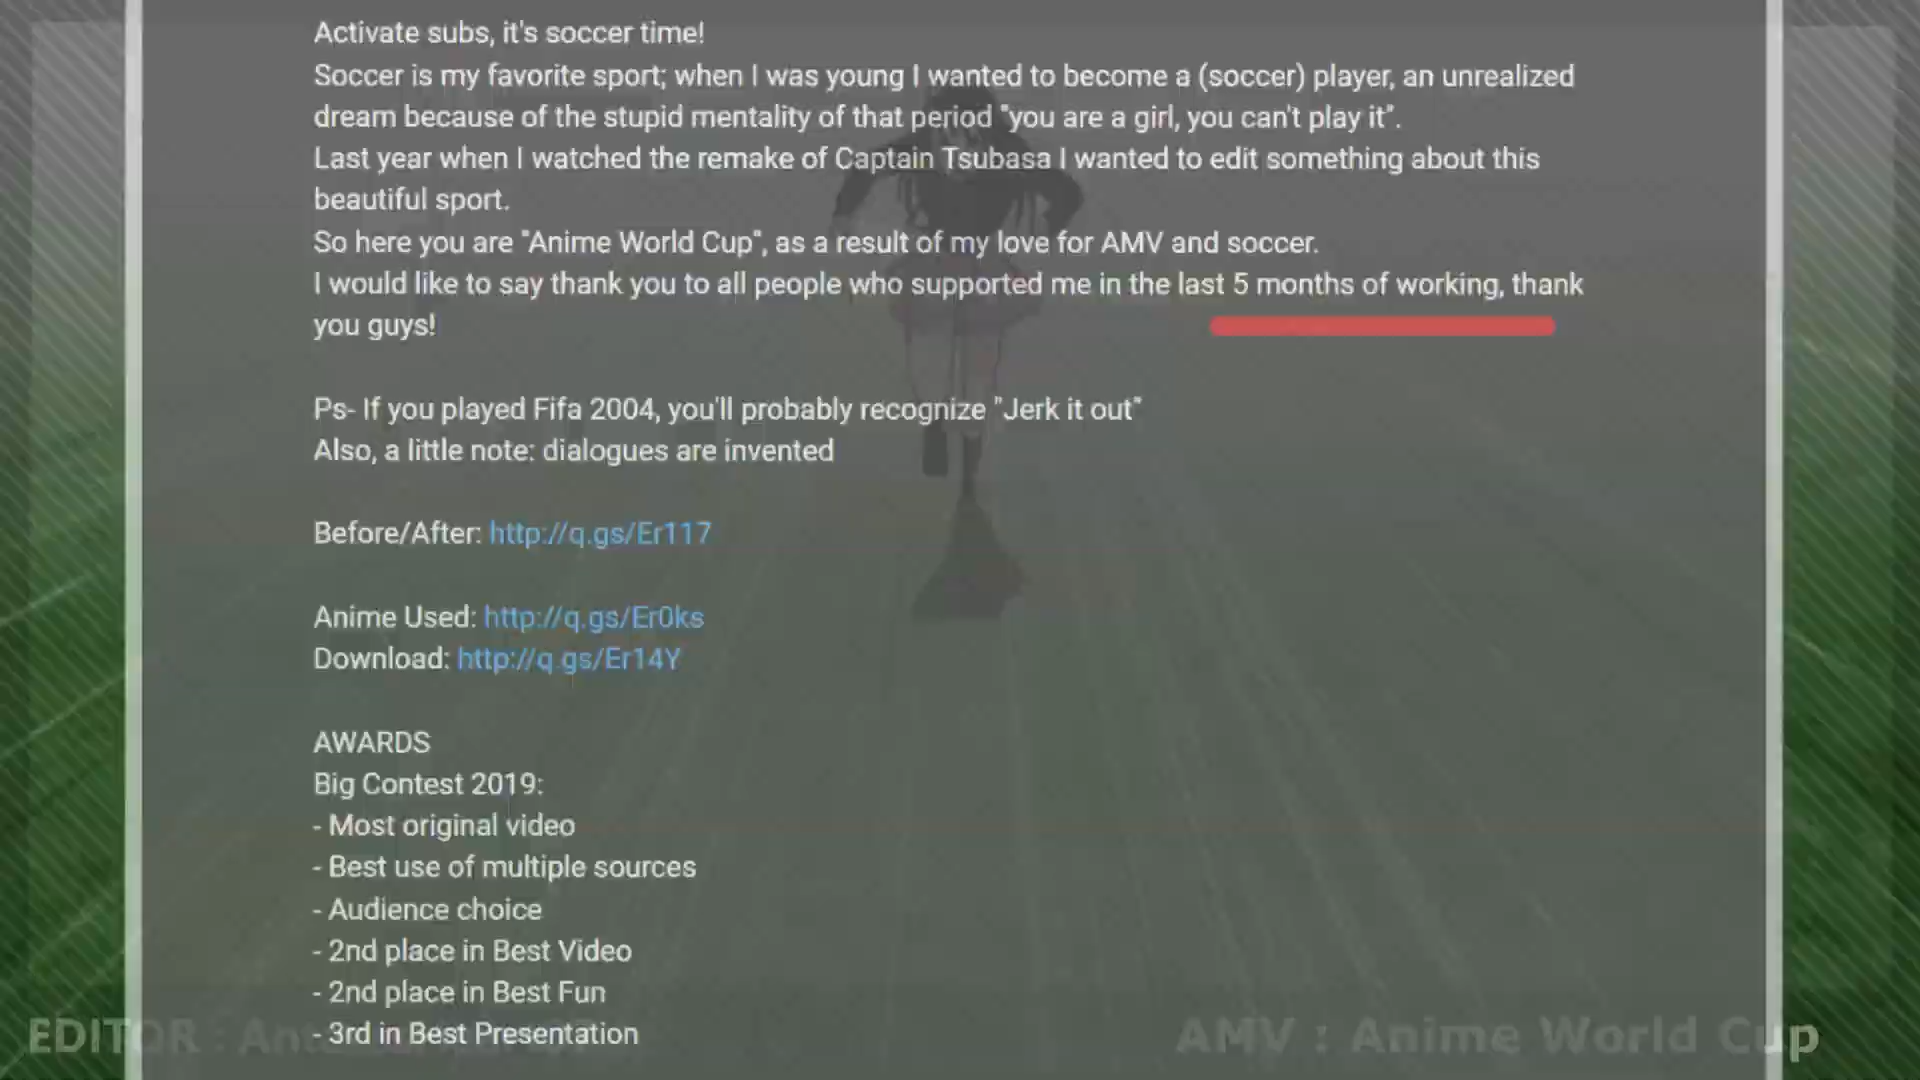 Activate subs, it's soccer time!
Soccer is my favorite sport; when I was young I wanted to become a (soccer) player, an unrealized
dream because of the stupid mentality of that period "you are a girl, you can't play it".
Last year when I watched the remake of Captain Tsubasa I wanted to edit something about this
beautiful sport.
So here you are "Anime World Cup", as a result of my love for AMV and soccer.
I would like to say thank you to all people who supported me in the last 5 months of working, thank
you guys!
Ps- If you played Fifa 2004, you'll probably recognize "Jerk it out"
Also, a little note: dialogues are invented
Before/After: http://q.gs/Er117
Anime Used: http://q.gs/Er0ks
Download: http://q.gs/Er14Y
AWARDS
Big Contest 2019:
- Most original video
- Best use of multiple sources
- Audience choice
- 2nd place in Best Video
- 2nd place in Best Fun
- 3rd in Best Presentation
EDITOR :
AMV : Anime World Cup